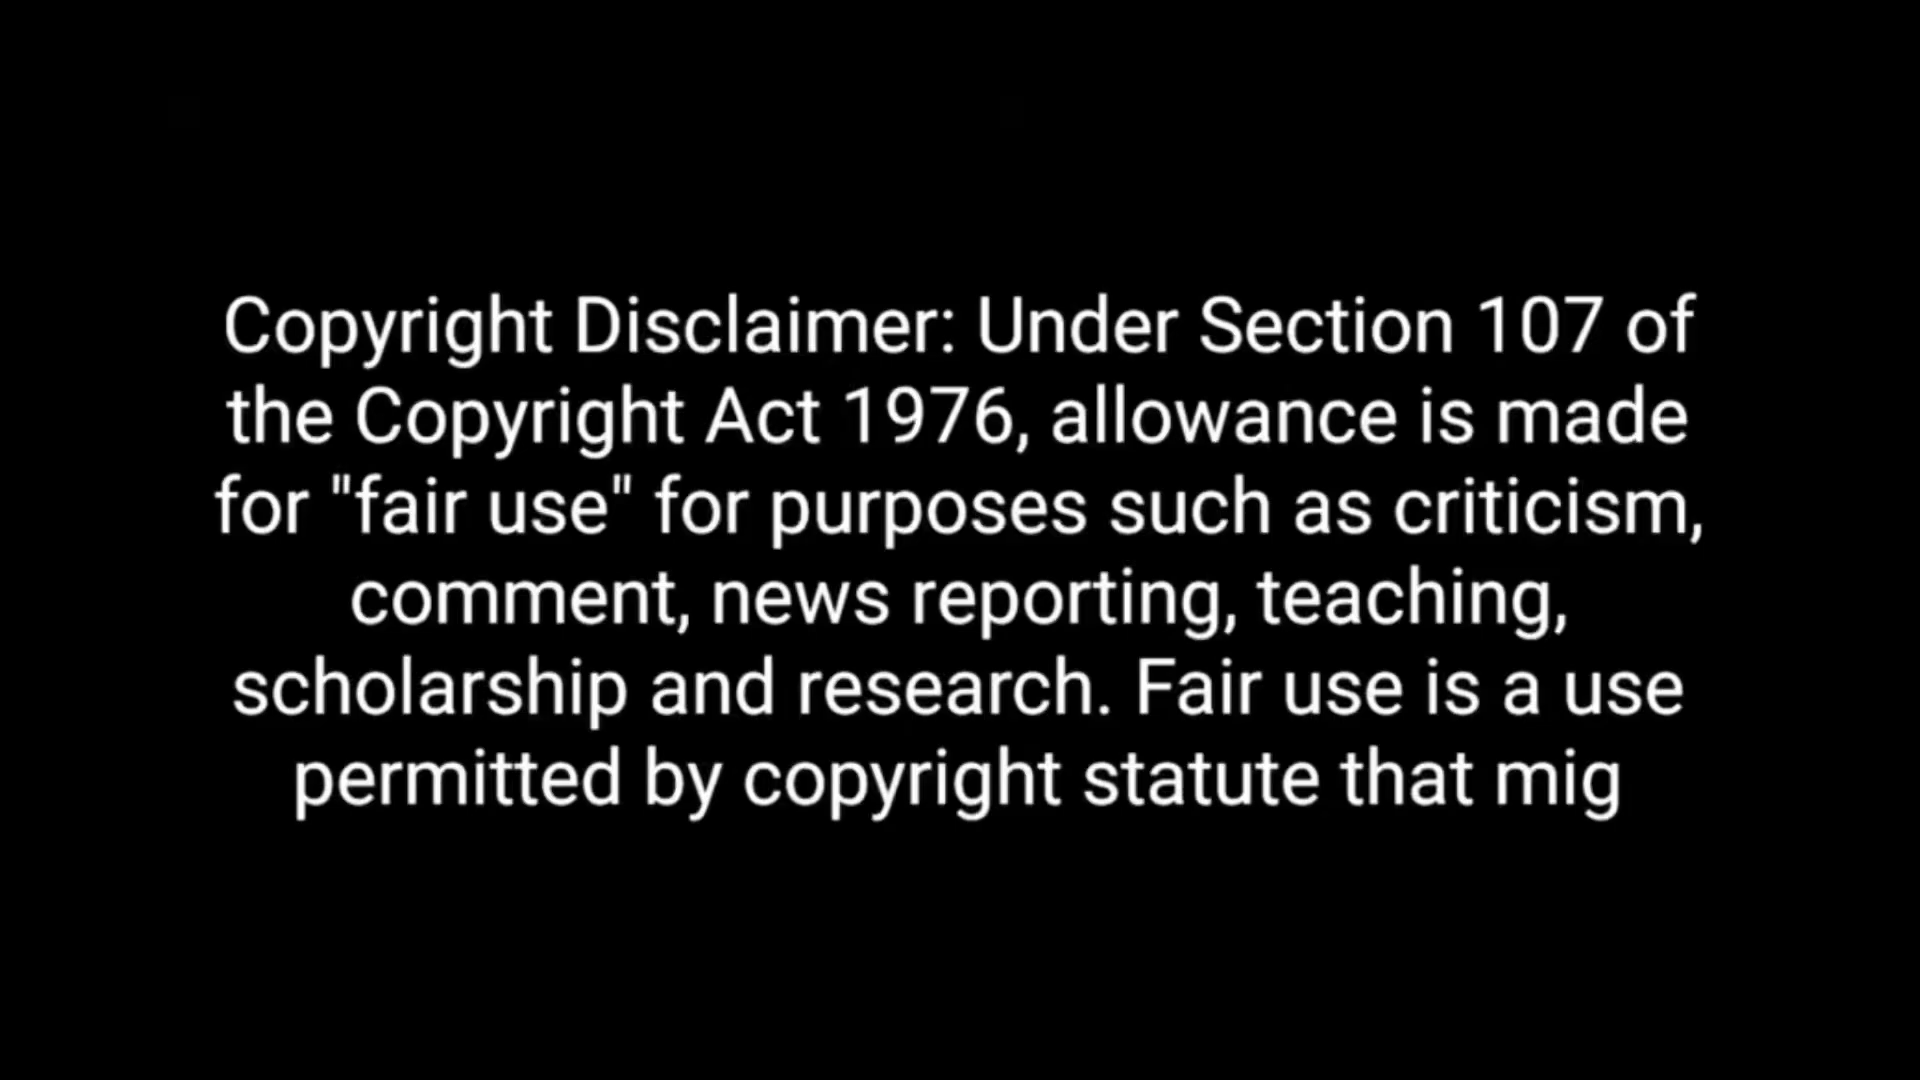 Copyright Disclaimer: Under Section 107 of
the Copyright Act 1976, allowance is made
for "fair use" for purposes such as criticism,
comment, news reporting, teaching,
scholarship and research. Fair use is a use
permitted by copyright statute that mig